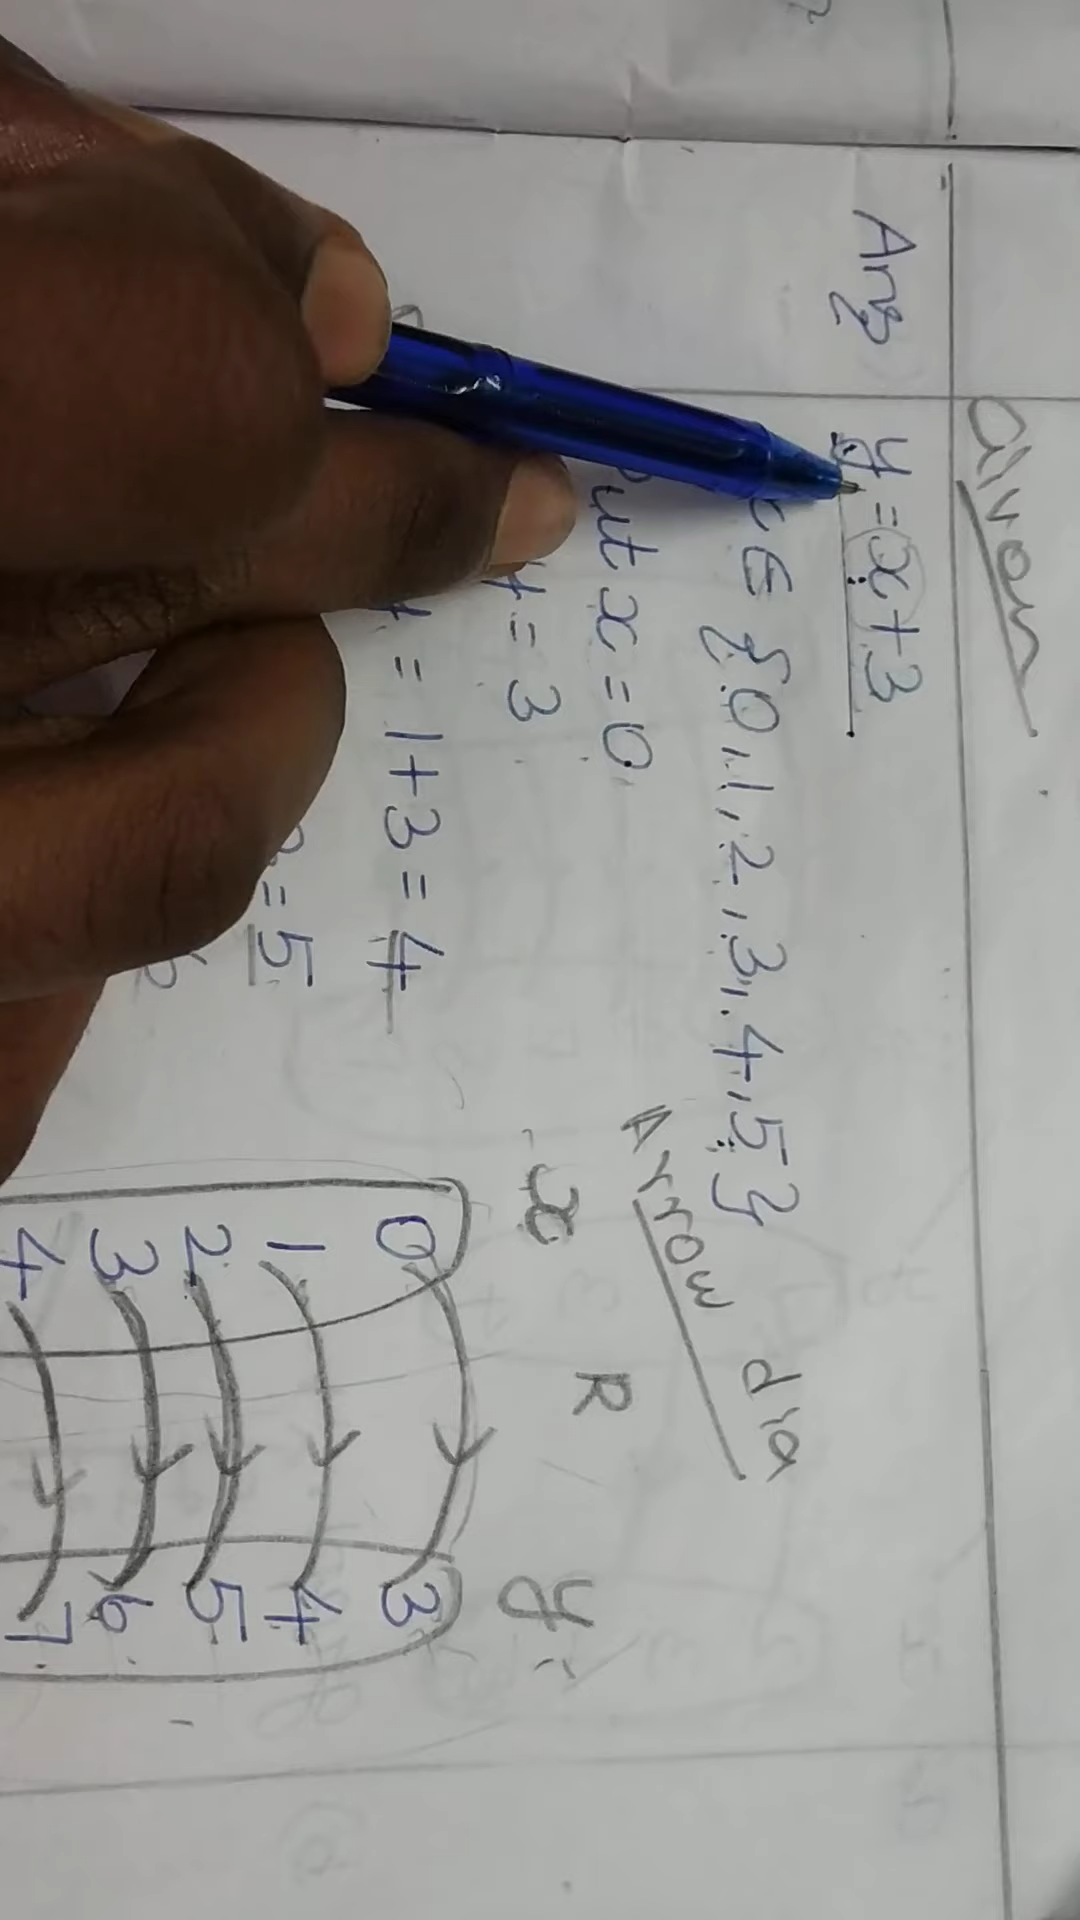 Given
Ans) y = x + 3
x ∈ {0, 1, 2, 3, 4, 5}
Put x = 0
y = 3
y = 1 + 3 = 4
= 5
Arrow dia
x R y
0 3
1 4
2 5
3 6
4 7